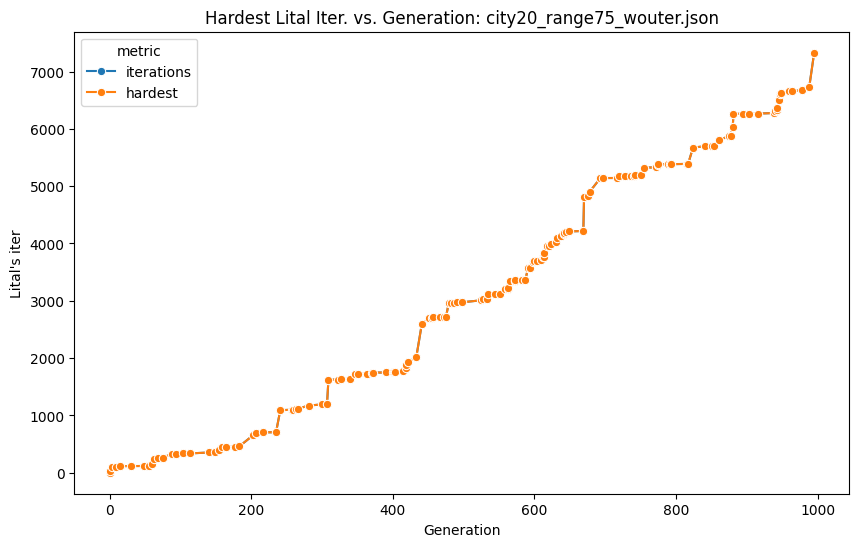 Hardest Lital Iter. vs. Generation: city20_range75_wouter.json
metric
iterations
hardest
7000
6000
5000
4000
3000
2000
1000
0
Lital's iter
0 200 400 600 800 1000
Generation